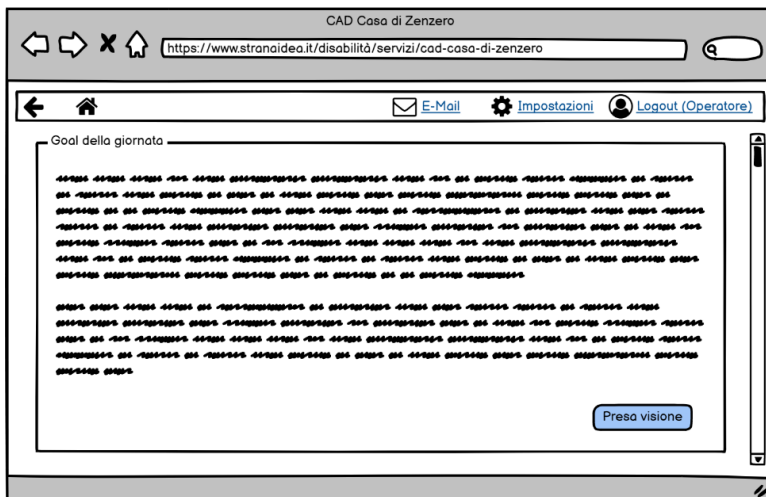 CAD Casa di Zenzero
https://www.stranaidea.it/disabilità/servizi/cad-casa-di-zenzero
E-Mail Impostazioni Logout (Operatore)
Goal della giornata
Presa visione